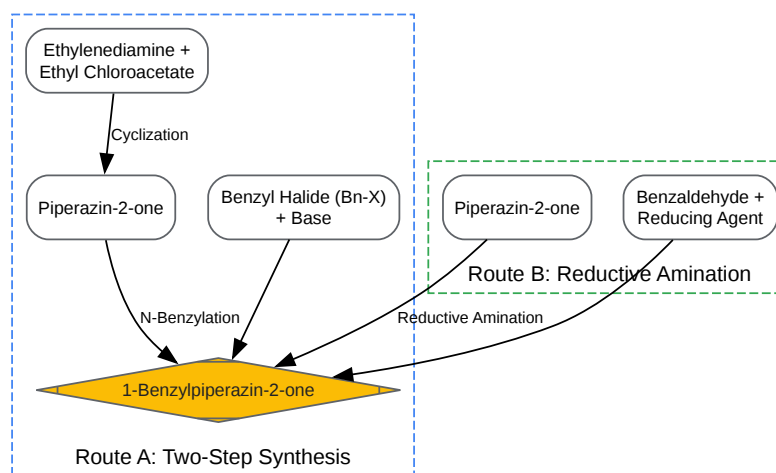 Ethylenediamine +
Ethyl Chloroacetate
Cyclization
Piperazin-2-one
Benzyl Halide (Bn-X)
+ Base
Piperazin-2-one
Benzaldehyde +
Reducing Agent
Route B: Reductive Amination
N-Benzylation
Reductive Amination
1-Benzylpiperazin-2-one
Route A: Two-Step Synthesis